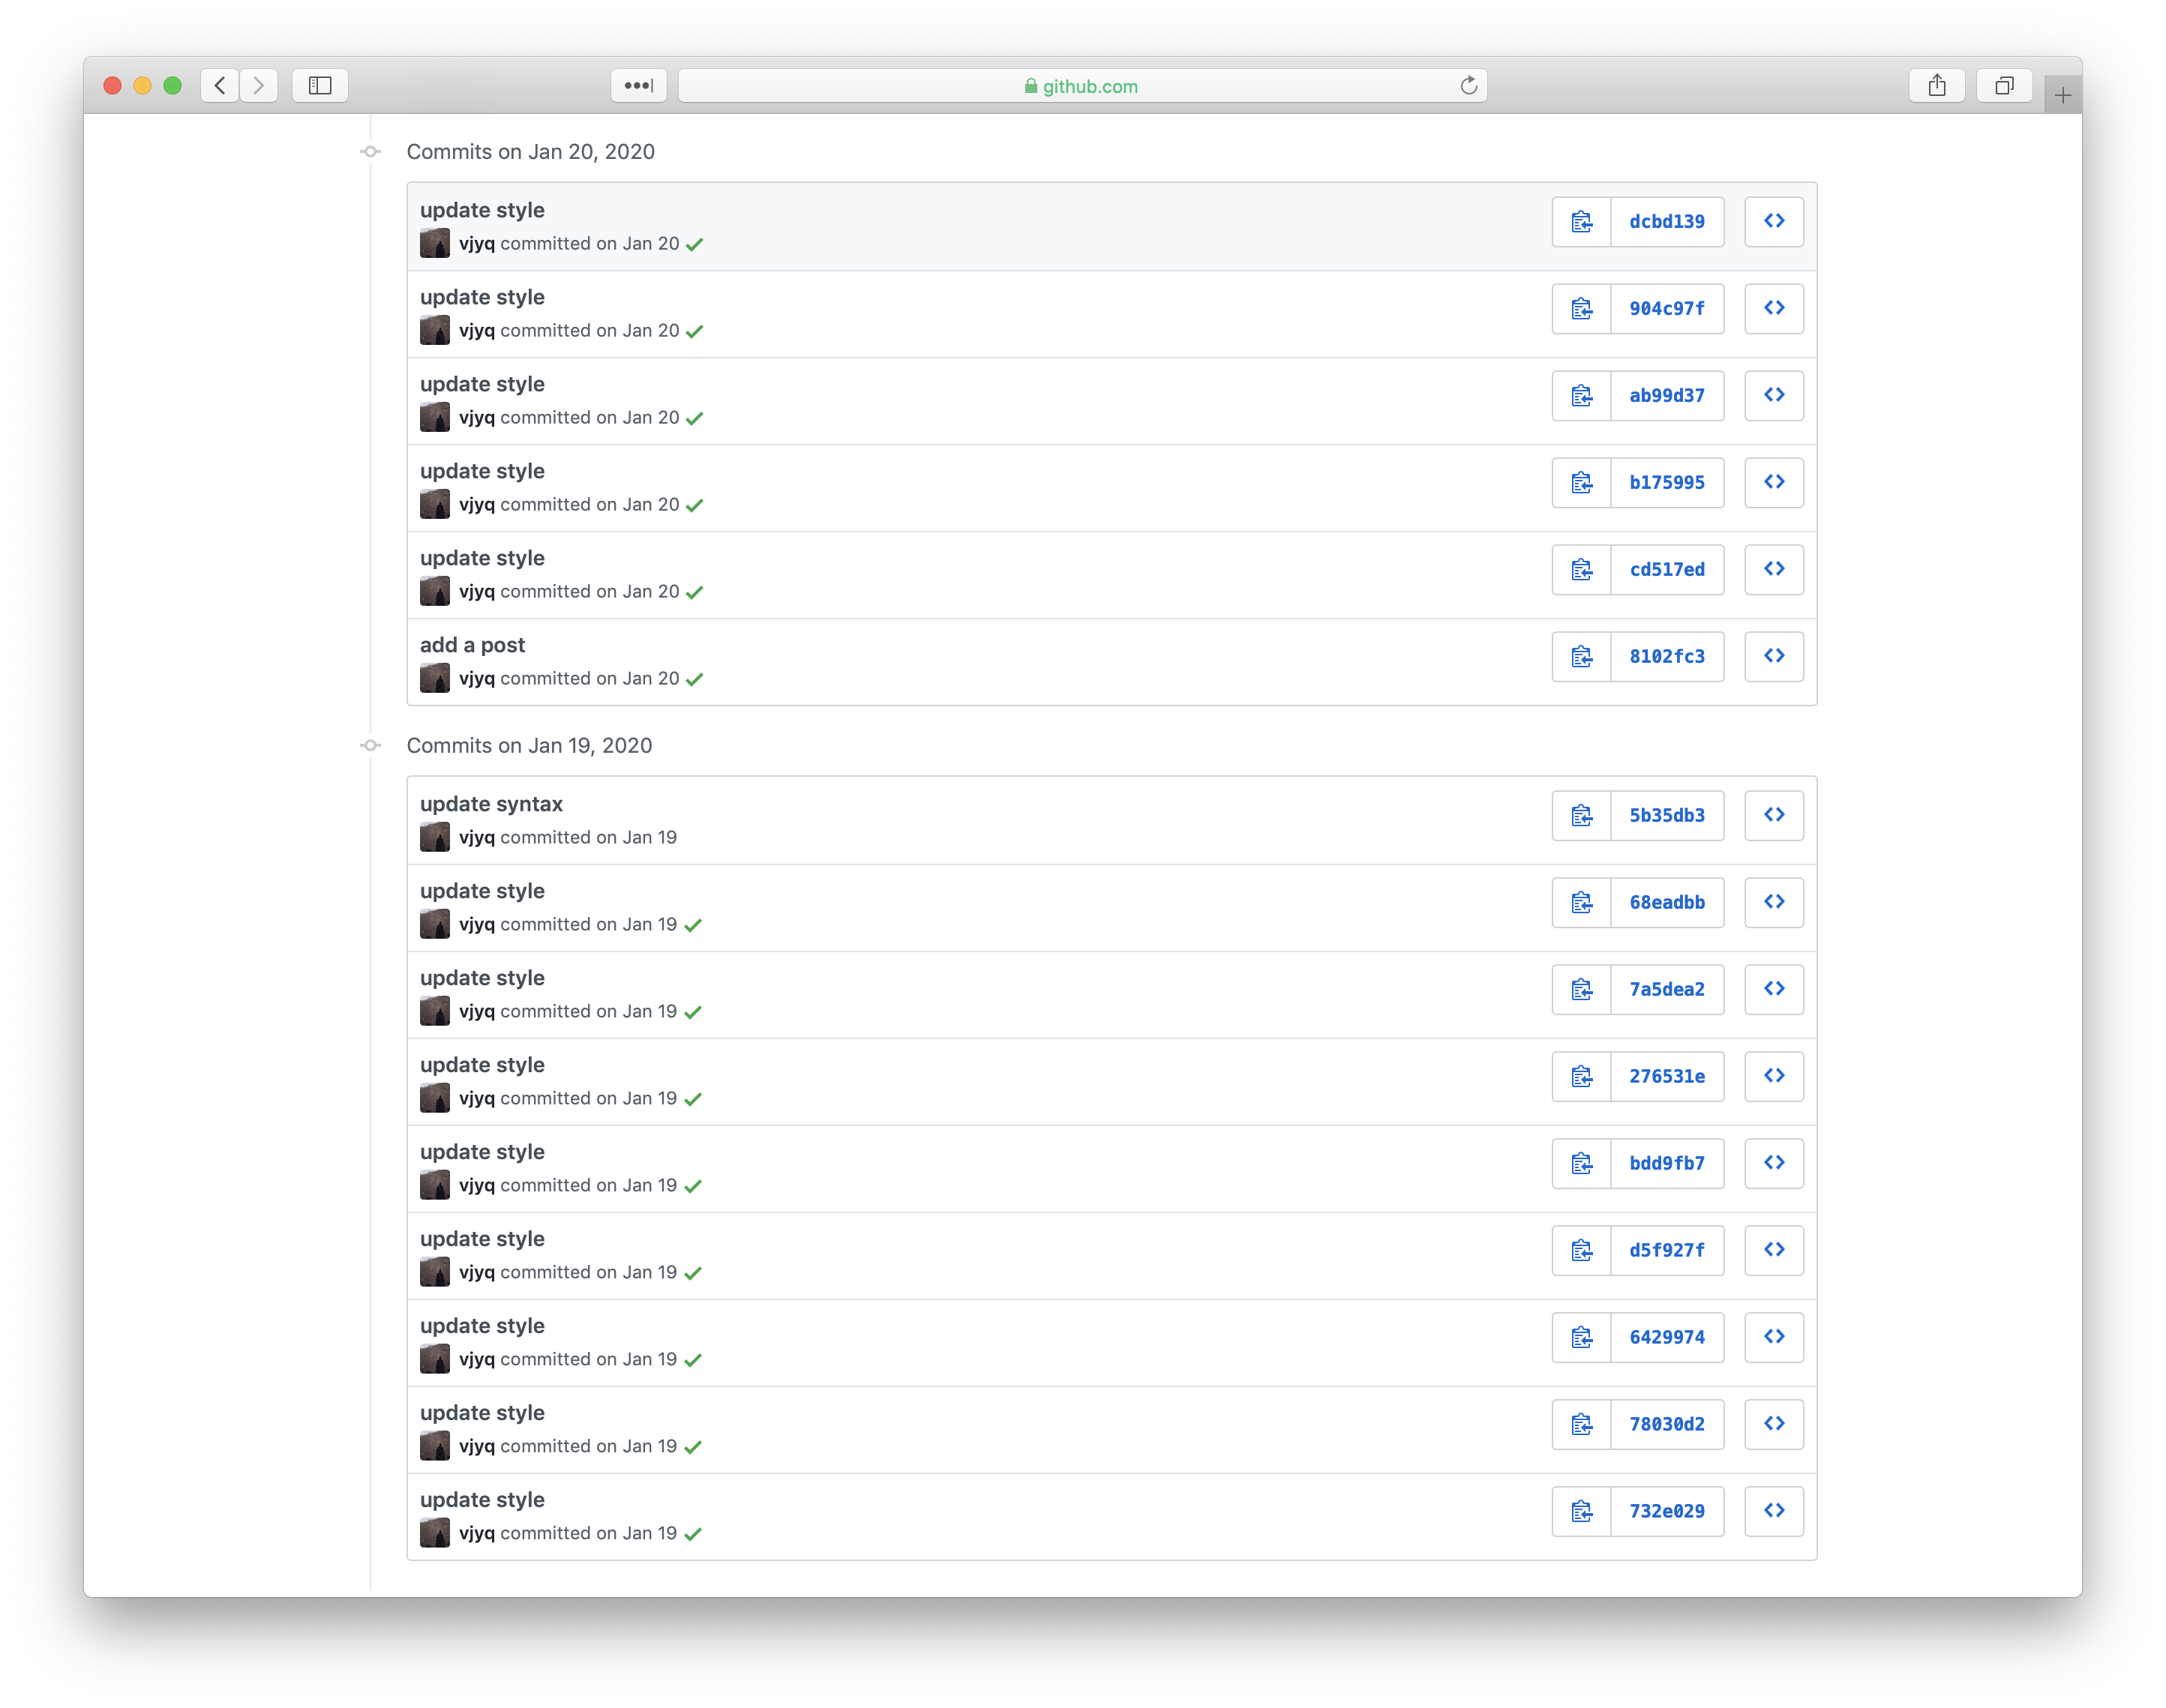 github.com
Commits on Jan 20, 2020
update style
vjyq committed on Jan 20
dcbd139
update style
vjyq committed on Jan 20
904c97f
update style
vjyq committed on Jan 20
ab99d37
update style
vjyq committed on Jan 20
b175995
update style
vjyq committed on Jan 20
cd517ed
add a post
vjyq committed on Jan 20
8102fc3
Commits on Jan 19, 2020
update syntax
vjyq committed on Jan 19
5b35db3
update style
vjyq committed on Jan 19
68eadbb
update style
vjyq committed on Jan 19
7a5dea2
update style
vjyq committed on Jan 19
276531e
update style
vjyq committed on Jan 19
bdd9fb7
update style
vjyq committed on Jan 19
d5f927f
update style
vjyq committed on Jan 19
6429974
update style
vjyq committed on Jan 19
78030d2
update style
vjyq committed on Jan 19
732e029